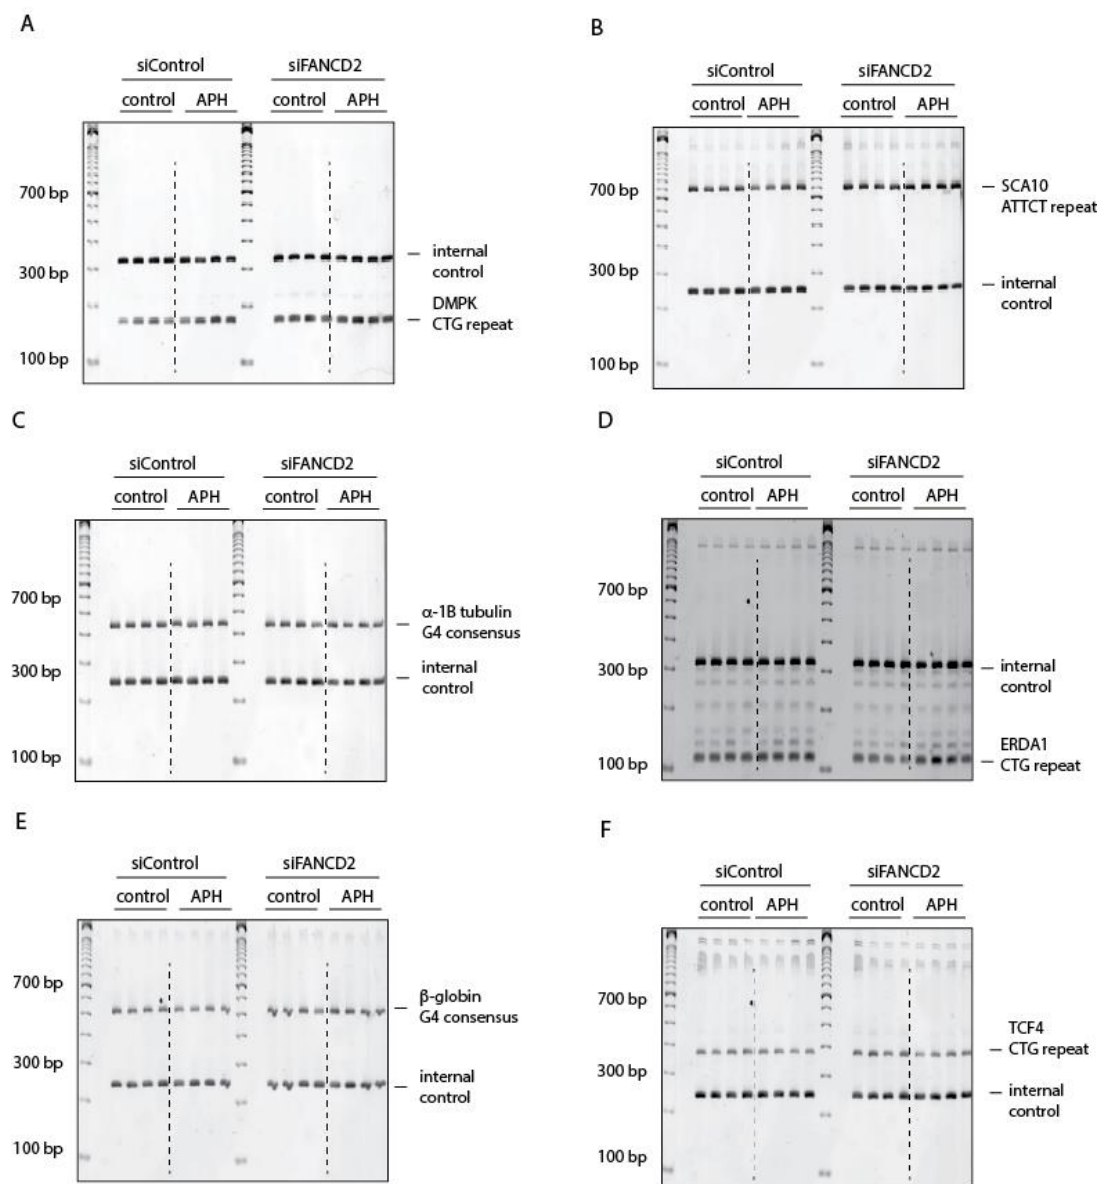 A
siControl siFANCD2
control APH control APH
700 bp
internal
control
300 bp
DMPK
CTG repeat
100 bp
B
siControl siFANCD2
control APH control APH
700 bp
SCA10
ATTCT repeat
300 bp
internal
control
100 bp
C
siControl siFANCD2
control APH control APH
700 bp
α-1B tubulin
G4 consensus
300 bp
internal
control
100 bp
D
siControl siFANCD2
control APH control APH
700 bp
300 bp
internal
control
ERDA1
CTG repeat
100 bp
E
siControl siFANCD2
control APH control APH
700 bp
β-globin
G4 consensus
300 bp
internal
control
100 bp
F
siControl siFANCD2
control APH control APH
700 bp
TCF4
CTG repeat
300 bp
internal
control
100 bp